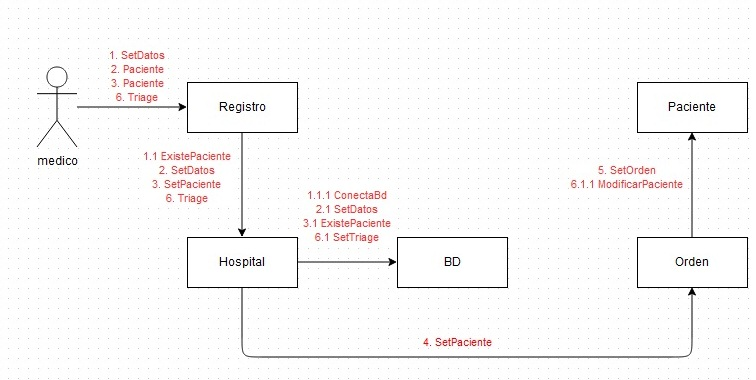 1. SetDatos
2. Paciente
3. Paciente
6. Triage
Registro
Paciente
medico
1.1 ExistePaciente
2. SetDatos
3. SetPaciente
6. Triage
5. SetOrden
6.1.1 ModificarPaciente
1.1.1 ConectaBd
2.1 SetDatos
3.1 ExistePaciente
6.1 SetTriage
Hospital
BD
Orden
4. SetPaciente